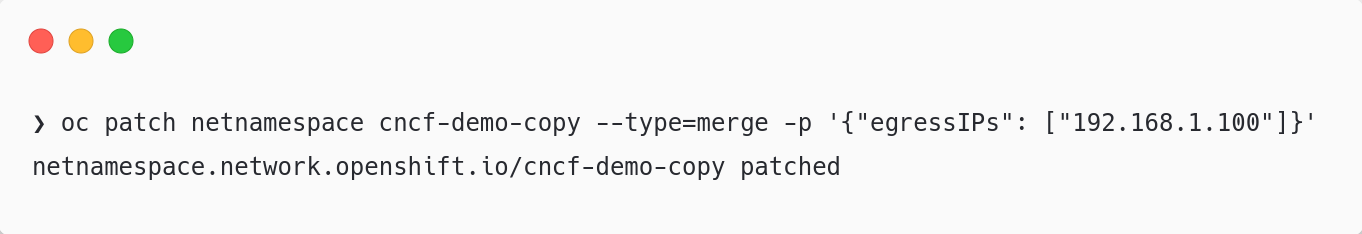 ❯ oc patch netnamespace cncf-demo-copy --type=merge -p '{"egressIPs": ["192.168.1.100"]}'
netnamespace.network.openshift.io/cncf-demo-copy patched